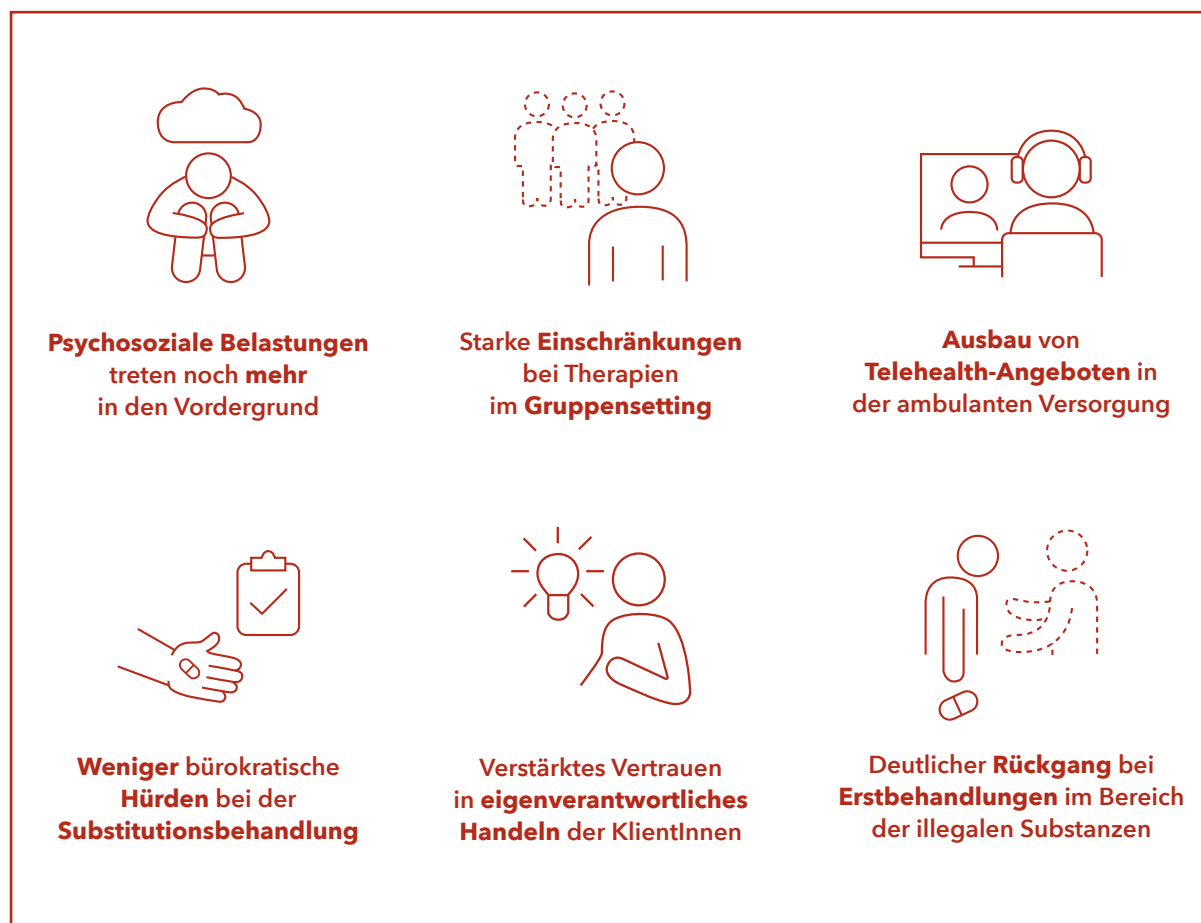 Psychosoziale Belastungen
treten noch mehr
in den Vordergrund
Starke Einschränkungen
bei Therapien
im Gruppensetting
Ausbau von
Telehealth-Angeboten in
der ambulanten Versorgung
Weniger bürokratische
Hürden bei der
Substitutionsbehandlung
Verstärktes Vertrauen
in eigenverantwortliches
Handeln der KlientInnen
Deutlicher Rückgang bei
Erstbehandlungen im Bereich
der illegalen Substanzen